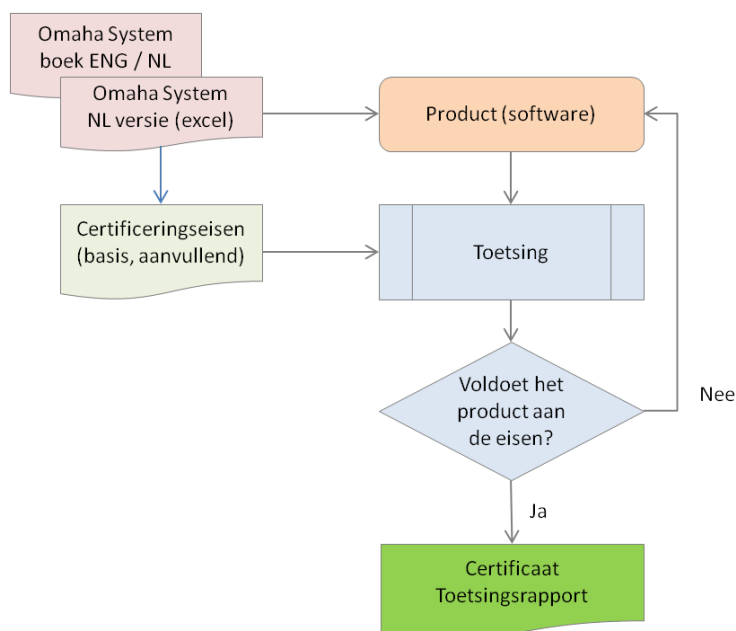 Omaha System
boek ENG / NL
Omaha System
NL versie (excel)
Product (software)
Certificeringseisen
(basis, aanvullend)
Toetsing
Voldoet het
product aan
de eisen?
Nee
Ja
Certificaat
Toetsingsrapport